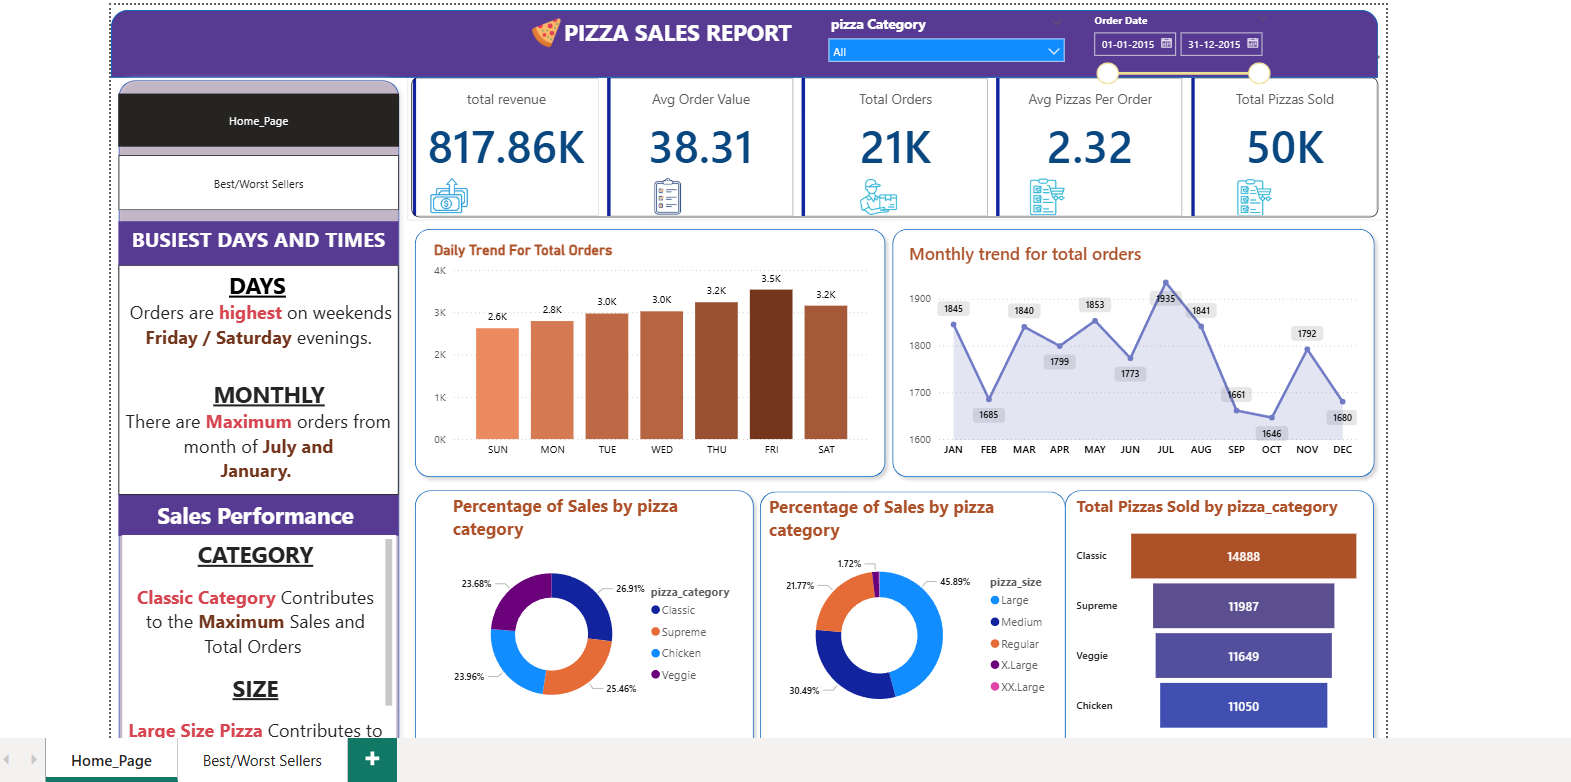 PIZZA SALES REPORT
pizza Category
All
Order Date
01-01-2015
31-12-2015
Home_Page
Best/Worst Sellers
BUSIEST DAYS AND TIMES
DAYS
Orders are highest on weekends
Friday / Saturday evenings.
MONTHLY
There are Maximum orders from
month of July and
January.
Sales Performance
CATEGORY
Classic Category Contributes
to the Maximum Sales and
Total Orders
SIZE
Large Size Pizza Contributes to
total revenue
817.86K
Avg Order Value
38.31
Total Orders
21K
Avg Pizzas Per Order
2.32
Total Pizzas Sold
50K
Daily Trend For Total Orders
4K
3K
2K
1K
0K
2.6K
2.8K
3.0K
3.0K
3.2K
3.5K
3.2K
SUN MON TUE WED THU FRI SAT
Monthly trend for total orders
1900
1800
1700
1600
1845
1685
1840
1799
1853
1773
1935
1841
1661
1646
1792
1680
JAN FEB MAR APR MAY JUN JUL AUG SEP OCT NOV DEC
Percentage of Sales by pizza
category
23.68%
26.91%
23.96%
25.46%
pizza_category
Classic
Supreme
Chicken
Veggie
Percentage of Sales by pizza
category
1.72%
21.77%
45.89%
30.49%
pizza_size
Large
Medium
Regular
X.Large
XX.Large
Total Pizzas Sold by pizza_category
Classic 14888
Supreme 11987
Veggie 11649
Chicken 11050
Home_Page
Best/Worst Sellers
+